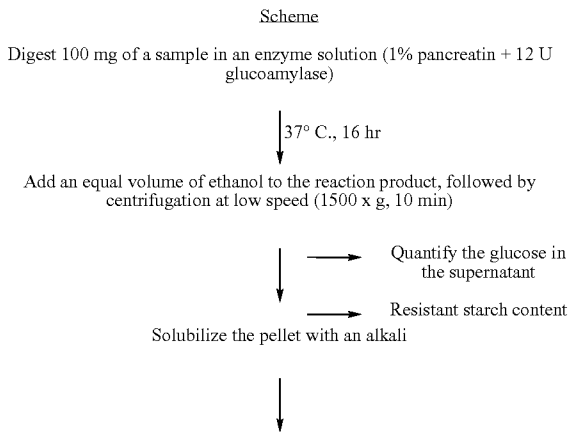 Scheme
Digest 100 mg of a sample in an enzyme solution (1% pancreatin + 12 U
glucoamylase)
37° C., 16 hr
Add an equal volume of ethanol to the reaction product, followed by
centrifugation at low speed (1500 x g, 10 min)
Quantify the glucose in
the supernatant
Resistant starch content
Solubilize the pellet with an alkali